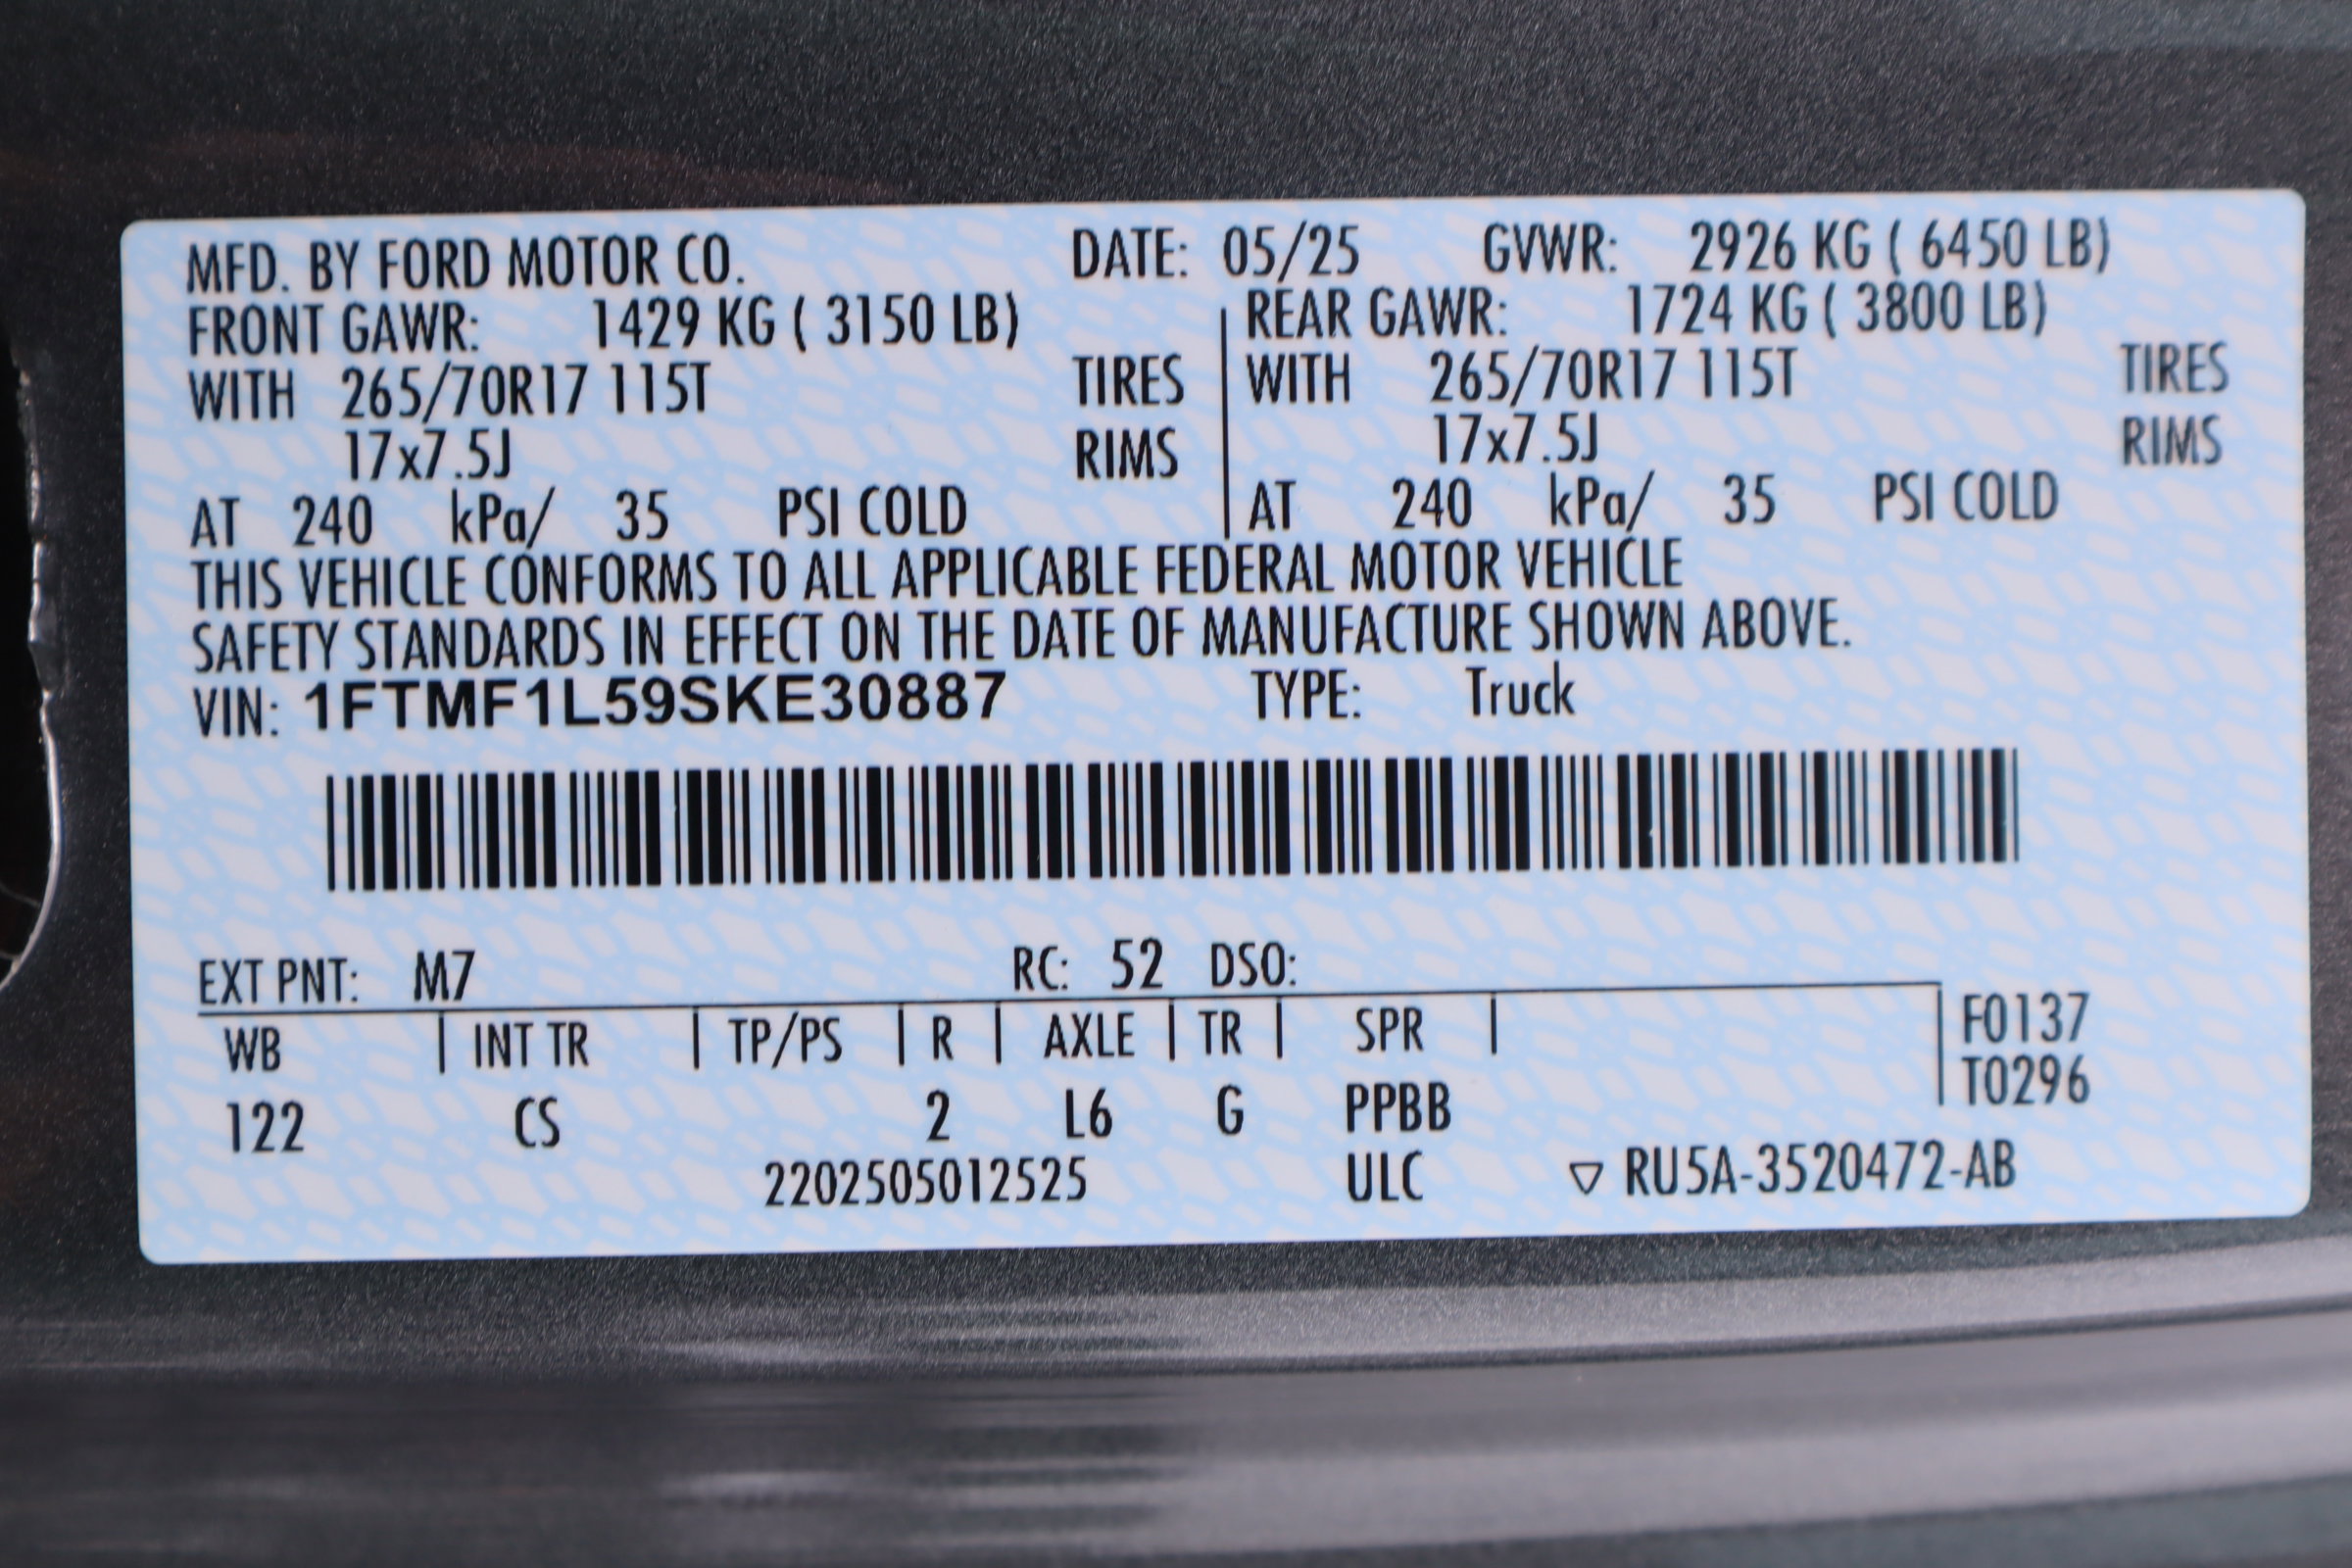 MFD. BY FORD MOTOR CO. DATE: 05/25 GVWR: 2926 KG ( 6450 LB)
FRONT GAWR: 1429 KG ( 3150 LB) REAR GAWR: 1724 KG ( 3800 LB)
WITH 265/70R17 115T TIRES WITH 265/70R17 115T TIRES
17x7.5J RIMS 17x7.5J RIMS
AT 240 kPa/ 35 PSI COLD AT 240 kPa/ 35 PSI COLD
THIS VEHICLE CONFORMS TO ALL APPLICABLE FEDERAL MOTOR VEHICLE
SAFETY STANDARDS IN EFFECT ON THE DATE OF MANUFACTURE SHOWN ABOVE.
VIN: 1FTMF1L59SKE30887 TYPE: Truck
EXT PNT: M7 RC: 52 DSO:
WB | INT TR | TP/PS | R | AXLE | TR | SPR | F0137
T0296
122 CS 2 L6 G PPBB
2202505012525 ULC ▽ RU5A-3520472-AB